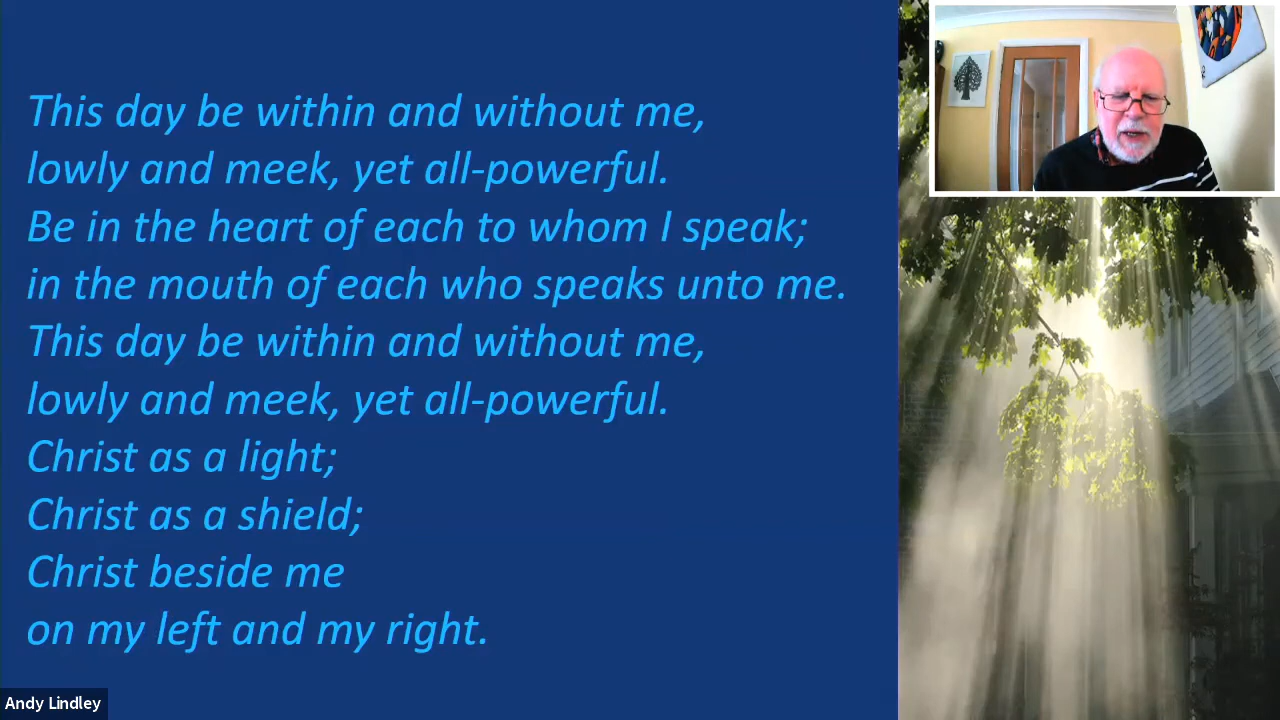 This day be within and without me,
lowly and meek, yet all-powerful.
Be in the heart of each to whom I speak;
in the mouth of each who speaks unto me.
This day be within and without me,
lowly and meek, yet all-powerful.
Christ as a light;
Christ as a shield;
Christ beside me
on my left and my right.
Andy Lindley